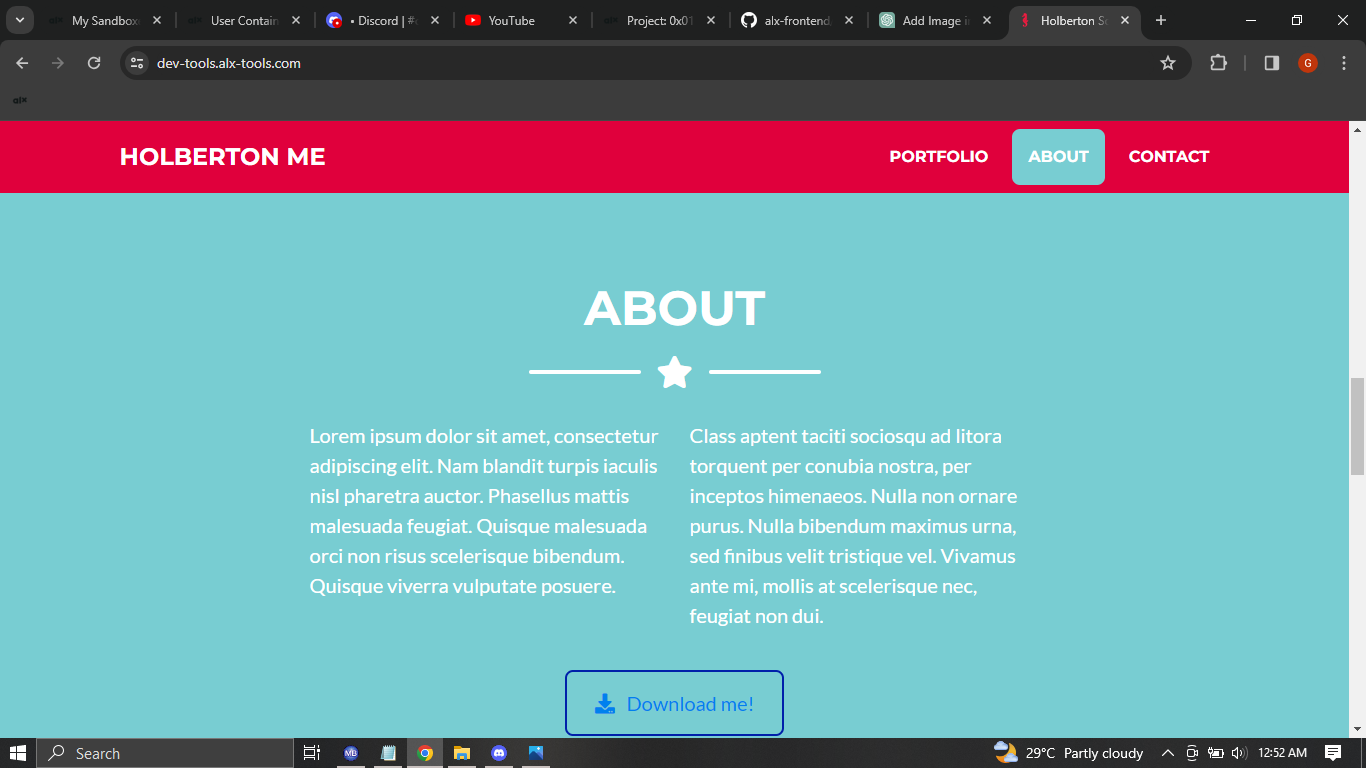 My Sandbox
User Contain
• Discord | #
YouTube
Project: 0x01
alx-frontend
Add Image i
Holberton Sc
dev-tools.alx-tools.com
G
alx
HOLBERTON ME
PORTFOLIO
ABOUT
CONTACT
ABOUT
Lorem ipsum dolor sit amet, consectetur
adipiscing elit. Nam blandit turpis iaculis
nisl pharetra auctor. Phasellus mattis
malesuada feugiat. Quisque malesuada
orci non risus scelerisque bibendum.
Quisque viverra vulputate posuere.
Class aptent taciti sociosqu ad litora
torquent per conubia nostra, per
inceptos himenaeos. Nulla non ornare
purus. Nulla bibendum maximus urna,
sed finibus velit tristique vel. Vivamus
ante mi, mollis at scelerisque nec,
feugiat non dui.
Download me!
Search
MB
29°C Partly cloudy
12:52 AM